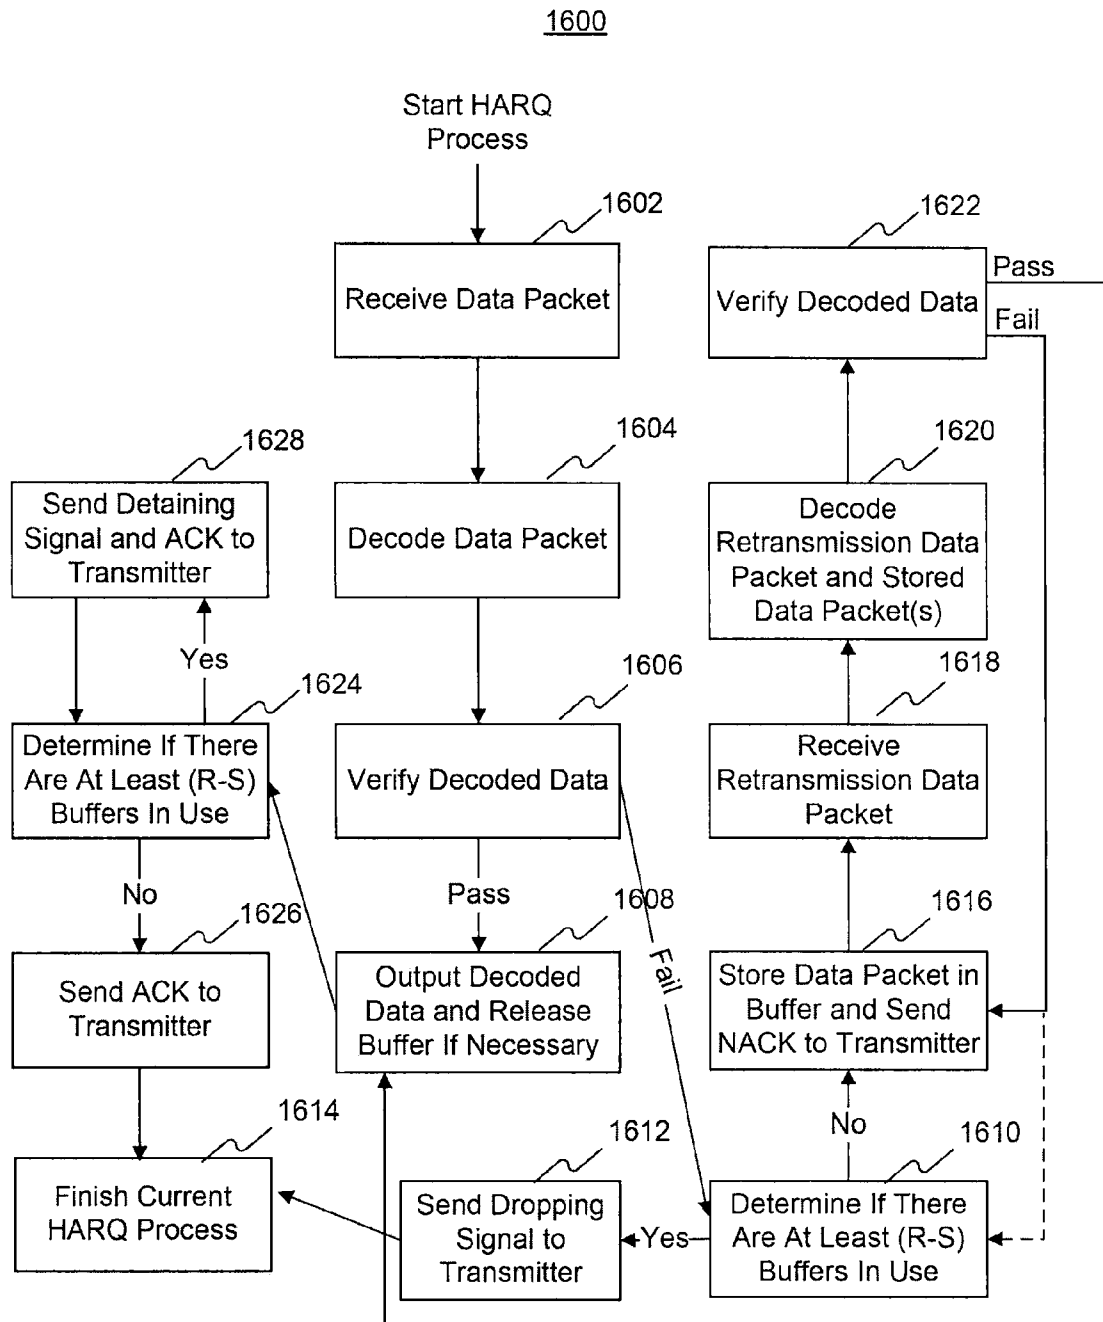 1600
Start HARQ
Process
1602
Receive Data Packet
1622
Verify Decoded Data
Pass
Fail
1628
Send Detaining
Signal and ACK to
Transmitter
1604
Decode Data Packet
1620
Decode
Retransmission Data
Packet and Stored
Data Packet(s)
Yes
1624
Determine If There
Are At Least (R-S)
Buffers In Use
1606
Verify Decoded Data
1618
Receive
Retransmission Data
Packet
No
Pass
Fail
1626
Send ACK to
Transmitter
1608
Output Decoded
Data and Release
Buffer If Necessary
1616
Store Data Packet in
Buffer and Send
NACK to Transmitter
No
1614
Finish Current
HARQ Process
1612
Send Dropping
Signal to
Transmitter
Yes
1610
Determine If There
Are At Least (R-S)
Buffers In Use